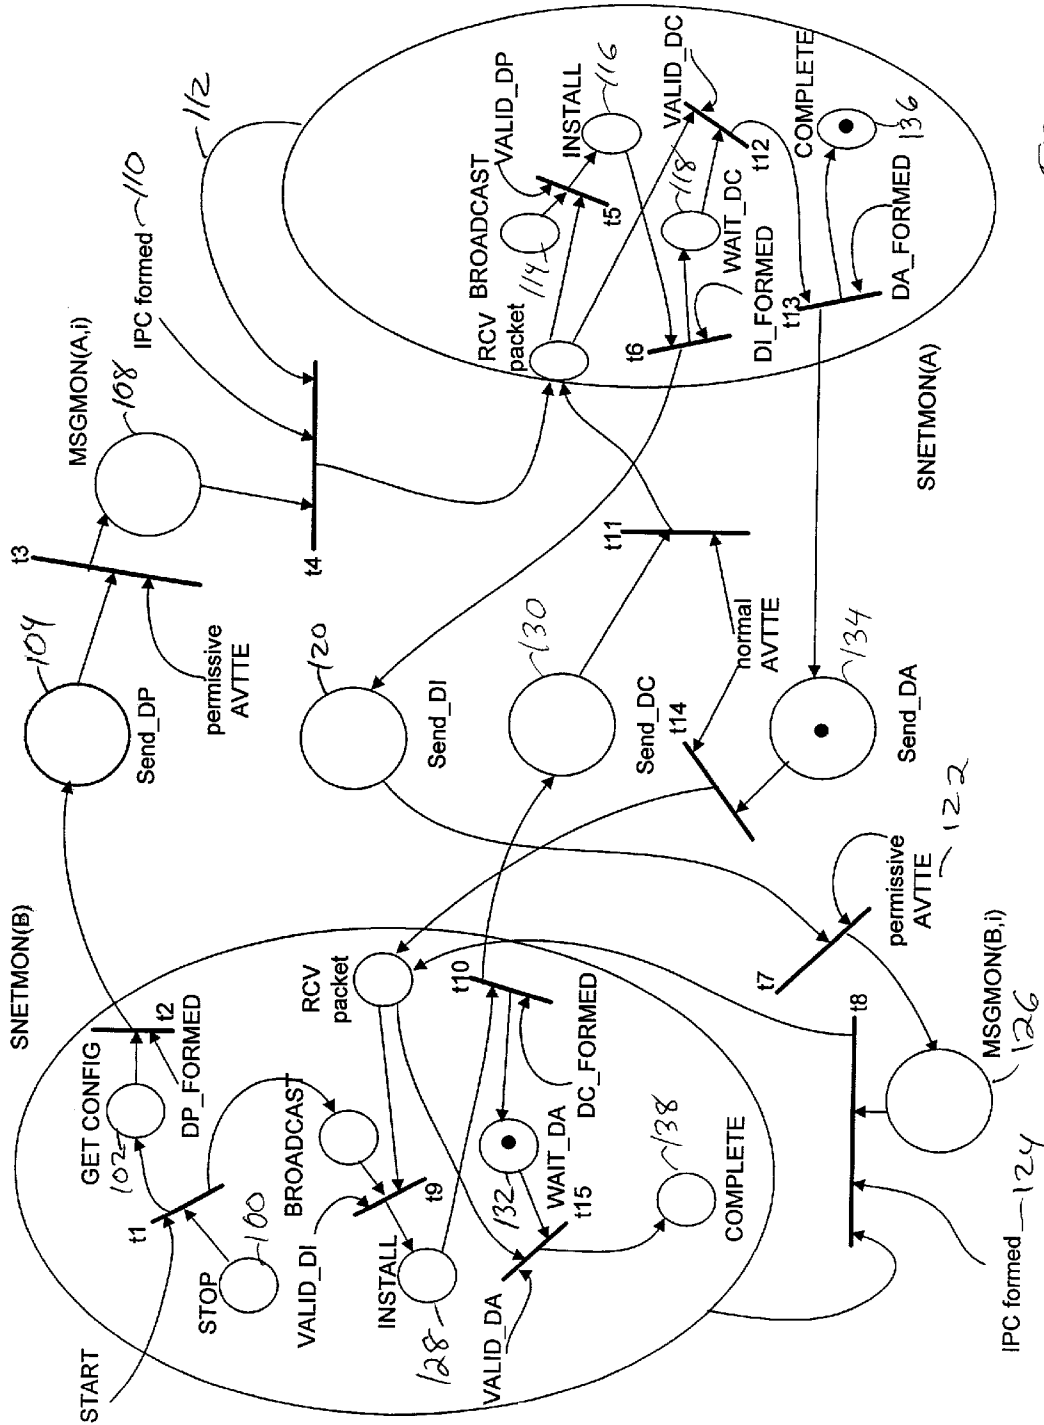 START
SNETMON(B)
t1
STOP
100
GET CONFIG
102
t2
DP_FORMED
BROADCAST
VALID_DI
t9
INSTALL
128
RCV
packet
t10
DC_FORMED
WAIT_DA
132
t15
VALID_DA
138
COMPLETE
Send_DP
104
permissive
AVTTE
t3
MSGMON(A,i)
108
IPC formed
110
112
t4
120
Send_DI
130
Send_DC
t11
normal
AVTTE
t14
134
Send_DA
permissive
AVTTE
122
t7
t8
MSGMON(B,i)
126
IPC formed
124
SNETMON(A)
RCV
packet
BROADCAST
114
VALID_DP
t5
INSTALL
116
t6
DI_FORMED
WAIT_DC
118
VALID_DC
t12
t13
DA_FORMED
COMPLETE
136